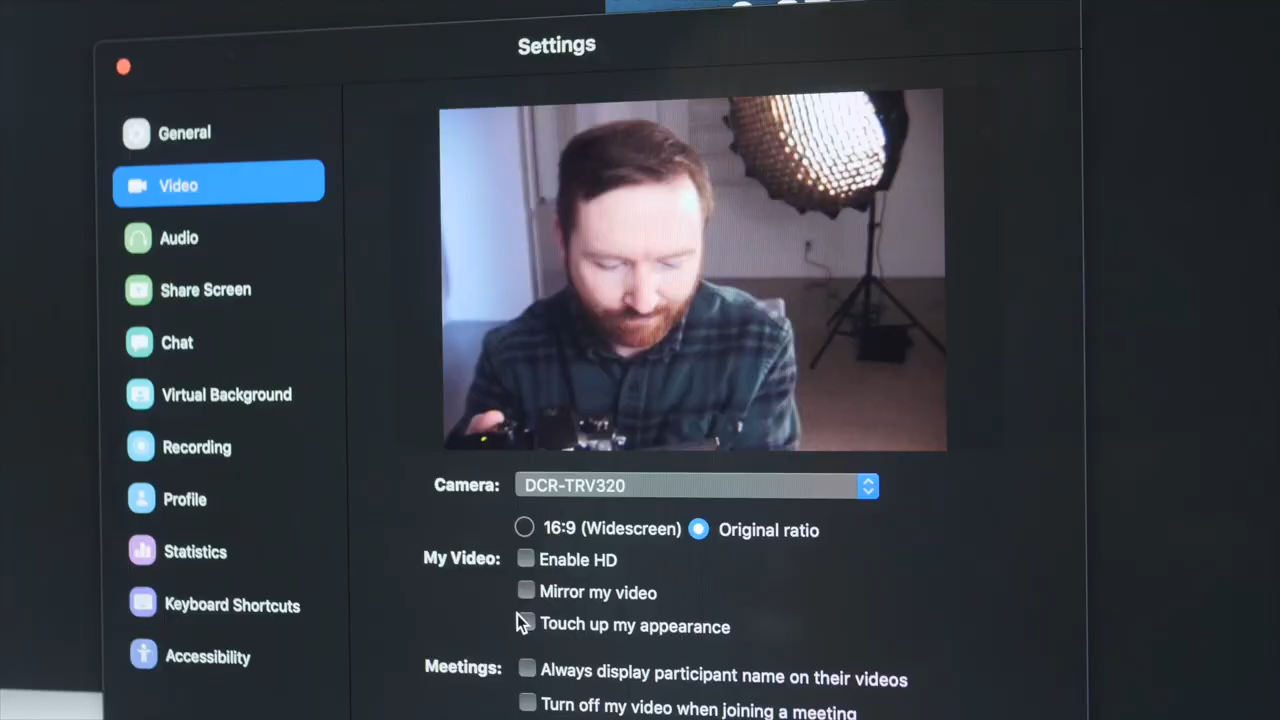 Settings
General
Video
Audio
Share Screen
Chat
Virtual Background
Recording
Profile
Statistics
Keyboard Shortcuts
Accessibility
Camera: DCR-TRV320
16:9 (Widescreen) Original ratio
My Video: Enable HD
Mirror my video
Touch up my appearance
Meetings: Always display participant name on their videos
Turn off my video when joining a meeting